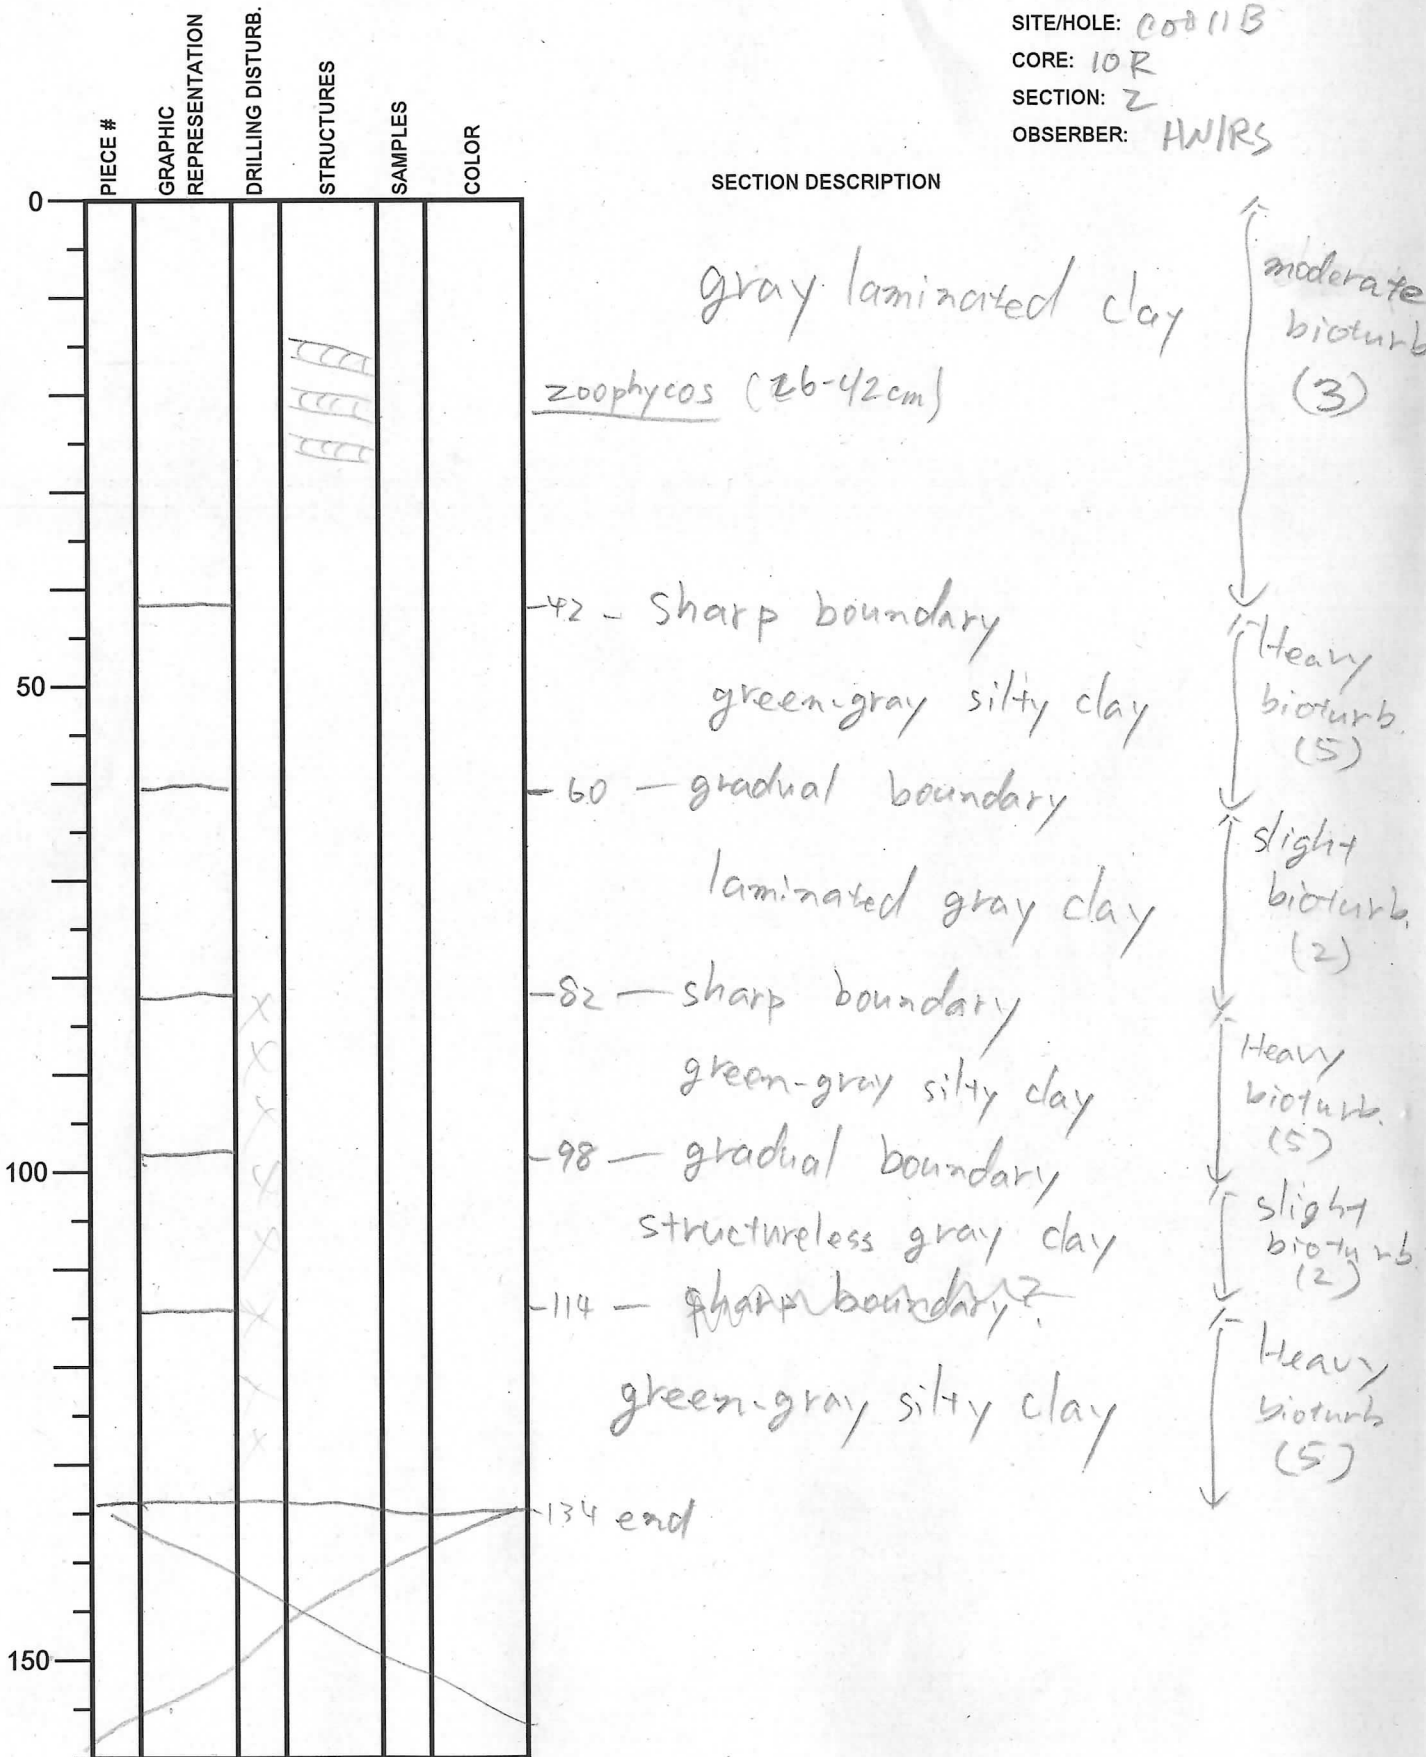 SITE/HOLE: C0011B
CORE: 10R
SECTION: 2
OBSERBER: HN/RS
PIECE #
GRAPHIC
REPRESENTATION
DRILLING DISTURB.
STRUCTURES
SAMPLES
COLOR
SECTION DESCRIPTION
0
gray laminated clay
moderate
bioturb
(3)
zoophycos (26-42cm)
-42 - Sharp boundary
Heavy
bioturb.
(5)
50
green-gray silty clay
- 60 - gradual boundary
slight
bioturb.
(2)
laminated gray clay
-82 - sharp boundary
Heavy
bioturb.
(5)
green-gray silty clay
-98 - gradual boundary
100
slight
bioturb
(2)
structureless gray clay
-114 - sharp boundary?
Heavy
bioturb
(5)
green-gray silty clay
-134 end
150